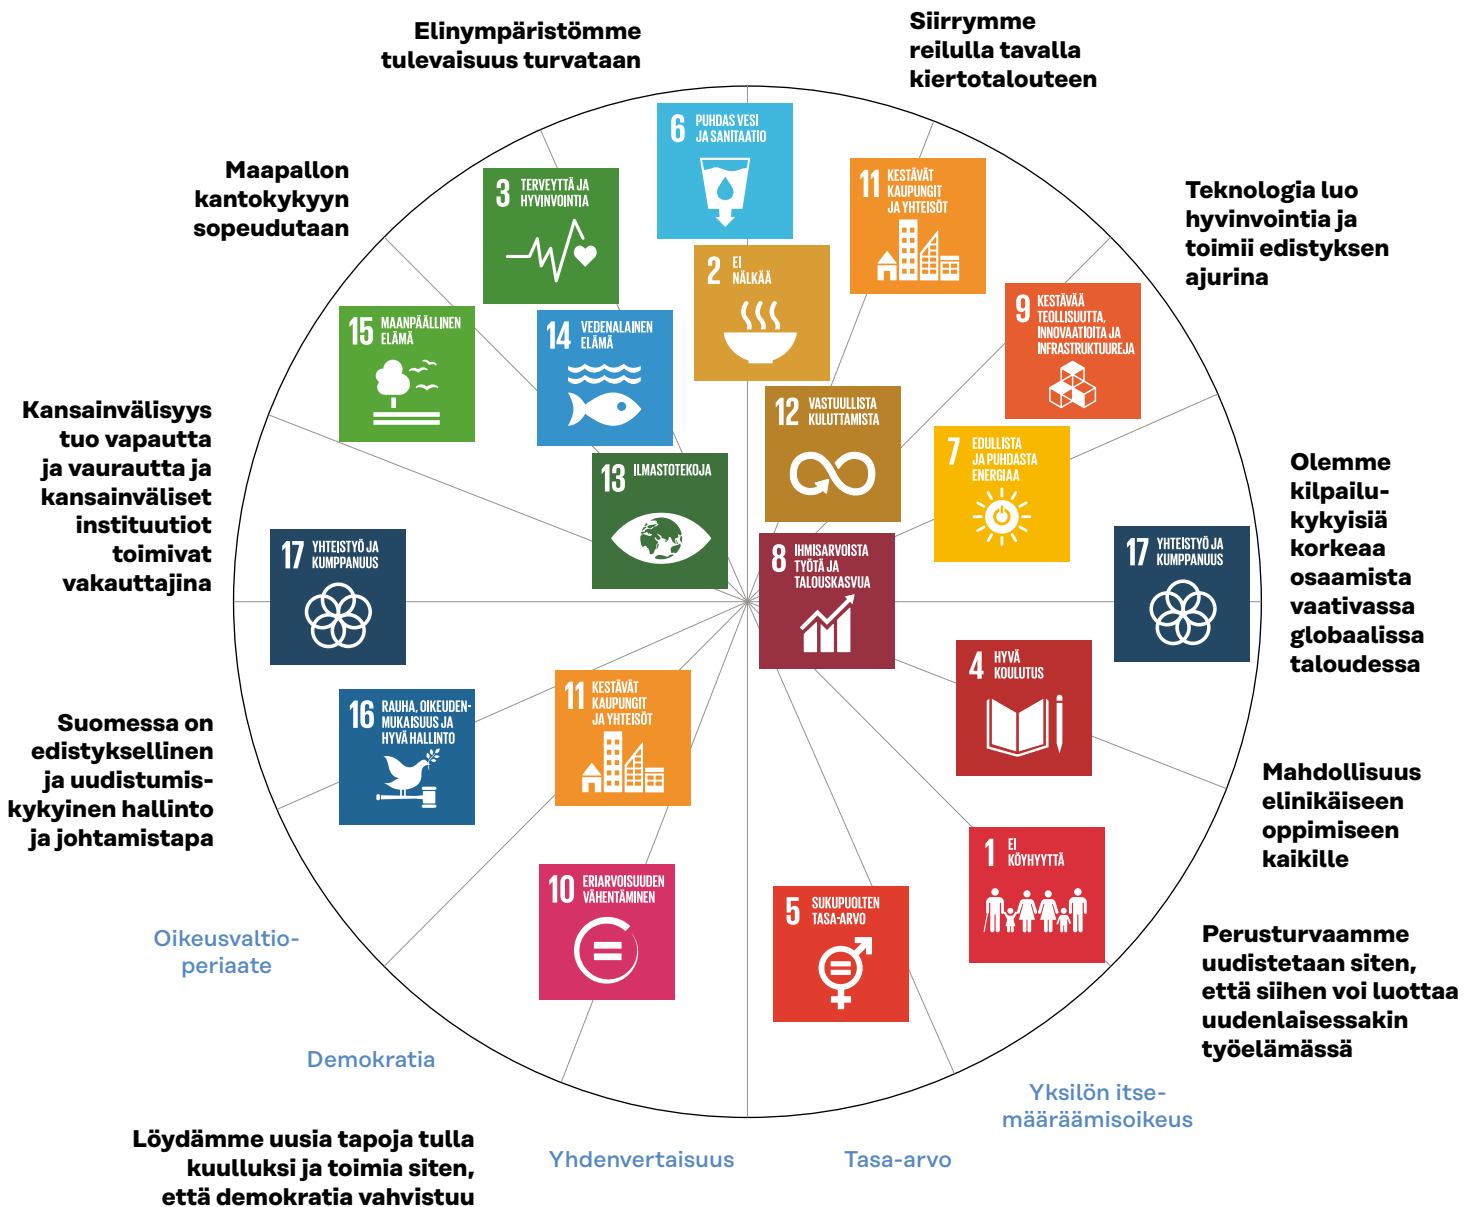 Elinympäristömme
tulevaisuus turvataan
Siirrymme
reilulla tavalla
kiertotalouteen
Maapallon
kantokykyyn
sopeudutaan
Teknologia luo
hyvinvointia ja
toimii edistyksen
ajurina
Kansainvälisyys
tuo vapautta
ja vaurautta ja
kansainväliset
instituutiot
toimivat
vakauttajina
Olemme
kilpailu-
kykyisiä
korkeaa
osaamista
vaativassa
globaalissa
taloudessa
Suomessa on
edistyksellinen
ja uudistumis-
kykyinen hallinto
ja johtamistapa
Mahdollisuus
elinikäiseen
oppimiseen
kaikille
Perusturvaamme
uudistetaan siten,
että siihen voi luottaa
uudenlaisessakin
työelämässä
Oikeusvaltio-
periaate
Demokratia
Löydämme uusia tapoja tulla
kuulluksi ja toimia siten,
että demokratia vahvistuu
Yhdenvertaisuus
Tasa-arvo
Yksilön itse-
määräämisoikeus
6 PUHDAS VESI
JA SANITAATIO
3 TERVEYTTÄ JA
HYVINVOINTIA
11 KESTÄVÄT
KAUPUNGIT
JA YHTEISÖT
2 EI
NÄLKÄÄ
9 KESTÄVÄÄ
TEOLLISUUTTA,
INNOVAATIOITA JA
INFRASTRUKTUUREJA
15 MAANPÄÄLLINEN
ELÄMÄ
14 VEDENALAINEN
ELÄMÄ
12 VASTUULLISTA
KULUTTAMISTA
7 EDULLISTA
JA PUHDASTA
ENERGIAA
13 ILMASTOTEKOJA
17 YHTEISTYÖ JA
KUMPPANUUS
8 IHMISARVOISTA
TYÖTÄ JA
TALOUSKASVUA
17 YHTEISTYÖ JA
KUMPPANUUS
4 HYVÄ
KOULUTUS
16 RAUHA, OIKEUDEN-
MUKAISUUS JA
HYVÄ HALLINTO
11 KESTÄVÄT
KAUPUNGIT
JA YHTEISÖT
1 EI
KÖYHYYTTÄ
10 ERIARVOISUUDEN
VÄHENTÄMINEN
5 SUKUPUOLTEN
TASA-ARVO